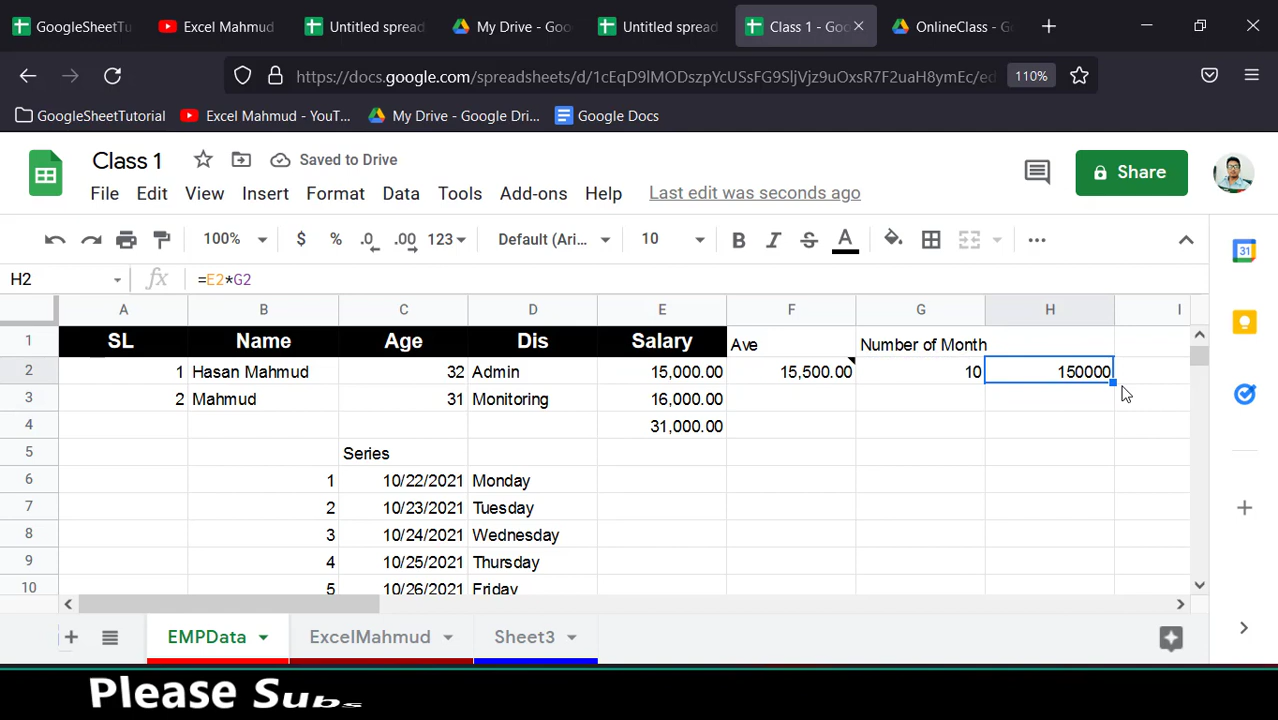 GoogleSheetTu
Excel Mahmud
Untitled spread
My Drive - Goo
Untitled spread
Class 1 - Goo
OnlineClass - G
https://docs.google.com/spreadsheets/d/1cEqD9lMODszpYcUSsFG9SljVjz9uOxsR7F2uaH8ymEc/ed
110%
GoogleSheetTutorial
Excel Mahmud - YouT...
My Drive - Google Dri...
Google Docs
Class 1
Saved to Drive
Share
File Edit View Insert Format Data Tools Add-ons Help Last edit was seconds ago
100% $ % .0 .00 123 Default (Ari... 10 B I S A
H2 fx =E2*G2
A B C D E F G H I
1 SL Name Age Dis Salary Ave Number of Month
2 1 Hasan Mahmud 32 Admin 15,000.00 15,500.00 10 150000
3 2 Mahmud 31 Monitoring 16,000.00
4 31,000.00
5 Series
6 1 10/22/2021 Monday
7 2 10/23/2021 Tuesday
8 3 10/24/2021 Wednesday
9 4 10/25/2021 Thursday
10 5 10/26/2021 Friday
31
EMPData ExcelMahmud Sheet3
Please Subs